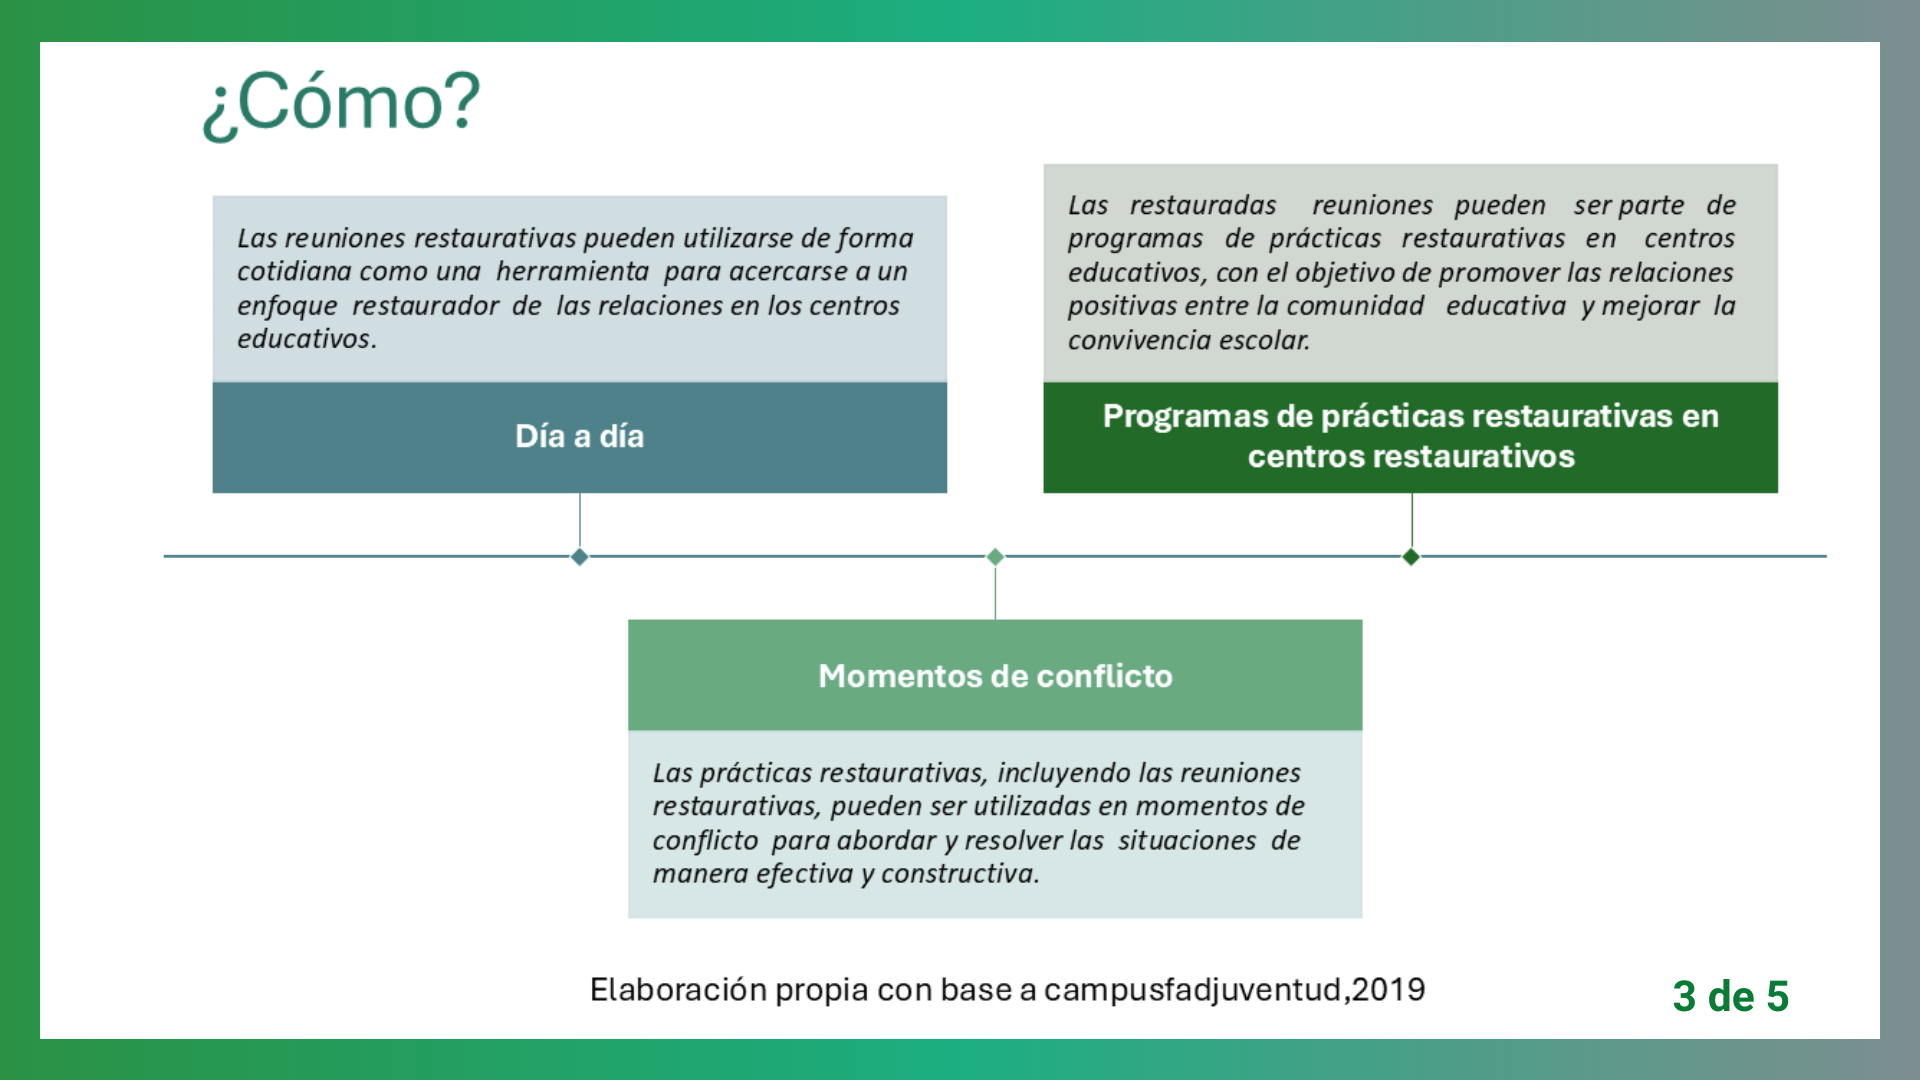 ¿Cómo?
Las reuniones restaurativas pueden utilizarse de forma
cotidiana como una herramienta para acercarse a un
enfoque restaurador de las relaciones en los centros
educativos.
Día a día
Las restauradas reuniones pueden ser parte de
programas de prácticas restaurativas en centros
educativos, con el objetivo de promover las relaciones
positivas entre la comunidad educativa y mejorar la
convivencia escolar.
Programas de prácticas restaurativas en
centros restaurativos
Momentos de conflicto
Las prácticas restaurativas, incluyendo las reuniones
restaurativas, pueden ser utilizadas en momentos de
conflicto para abordar y resolver las situaciones de
manera efectiva y constructiva.
Elaboración propia con base a campusfadjuventud,2019
3 de 5